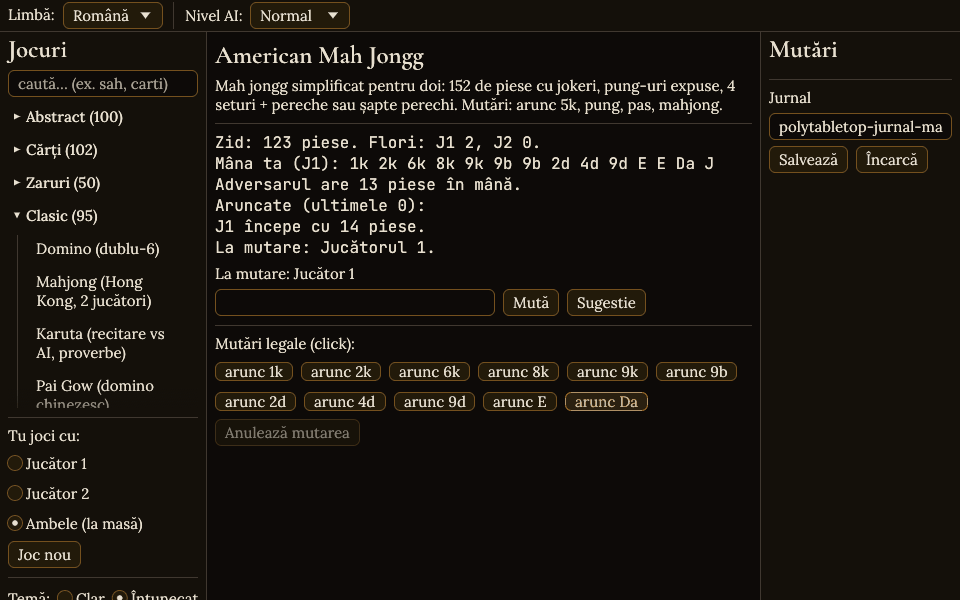 Limbă: Română Nivel AI: Normal
Jocuri
caută... (ex. sah, carti)
Abstract (100)
Cărți (102)
Zaruri (50)
Clasic (95)
Domino (dublu-6)
Mahjong (Hong
Kong, 2 jucători)
Karuta (recitare vs
AI, proverbe)
Pai Gow (domino
chinezesc)
Tu joci cu:
Jucător 1
Jucător 2
Ambele (la masă)
Joc nou
Temă: Clar Întunecat
American Mah Jongg
Mah jongg simplificat pentru doi: 152 de piese cu jokeri, pung-uri expuse, 4
seturi + pereche sau șapte perechi. Mutări: arunc 5k, pung, pas, mahjong.
Zid: 123 piese. Flori: J1 2, J2 0.
Mâna ta (J1): 1k 2k 6k 8k 9k 9b 9b 2d 4d 9d E E Da J
Adversarul are 13 piese în mână.
Aruncate (ultimele 0):
J1 începe cu 14 piese.
La mutare: Jucătorul 1.
La mutare: Jucător 1
Mută Sugestie
Mutări legale (click):
arunc 1k arunc 2k arunc 6k arunc 8k arunc 9k arunc 9b
arunc 2d arunc 4d arunc 9d arunc E arunc Da
Anulează mutarea
Mutări
Jurnal
polytabletop-jurnal-ma
Salvează Încarcă